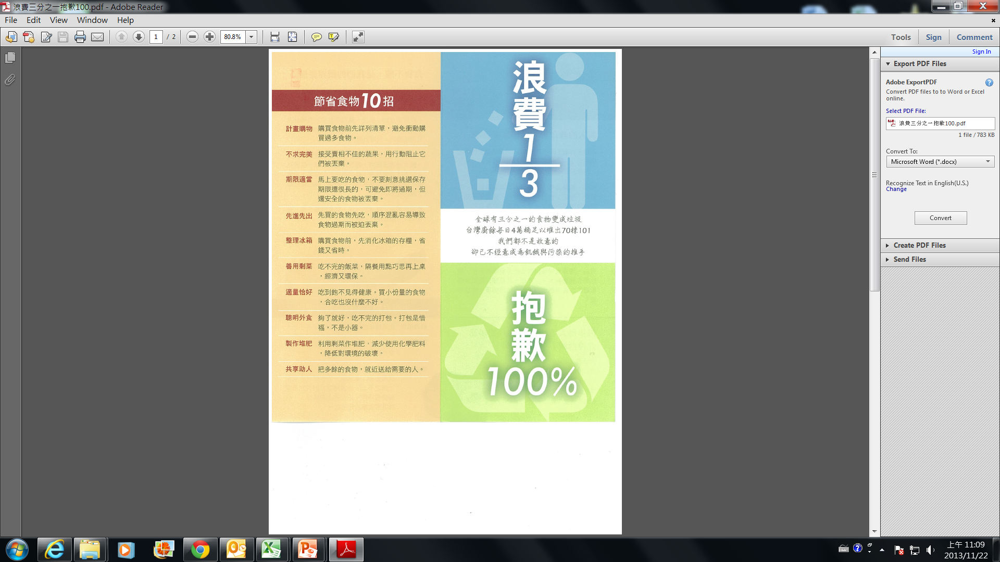 浪費三分之一抱歉100.pdf - Adobe Reader
File Edit View Window Help
1 / 2 80.8%
Tools Sign Comment
節省食物10招
計畫購物 購買食物前先詳列清單，避免衝動購
買過多食物。
不求完美 接受賣相不佳的蔬果，用行動阻止它
們被丟棄。
期限適當 馬上要吃的食物，不要刻意挑選保存
期限還很長的，可避免即將過期，但
還安全的食物被丟棄。
先進先出 先買的食物先吃，順序混亂容易導致
食物過期而被迫丟棄。
整理冰箱 購買食物前，先消化冰箱的存糧，省
錢又省時。
善用剩菜 吃不完的飯菜，隔餐用點巧思再上桌
，經濟又環保。
適量恰好 吃到飽不見得健康。買小份量的食物
，合吃也沒什麼不好。
聰明外食 夠了就好，吃不完的打包。打包是惜
福，不是小器。
製作堆肥 利用剩菜作堆肥，減少使用化學肥料
，降低對環境的破壞。
共享助人 把多餘的食物，就近送給需要的人。
浪費
1
3
全球有三分之一的食物變成垃圾
台灣廚餘每日4萬桶足以堆出70棟101
我們都不是故意的
卻已不經意成為飢餓與污染的推手
抱歉
100%
Sign In
Export PDF Files
Adobe ExportPDF
Convert PDF files to to Word or Excel
online.
Select PDF File:
浪費三分之一抱歉100.pdf
1 file / 783 KB
Convert To:
Microsoft Word (*.docx)
Recognize Text in English(U.S.)
Change
Convert
Create PDF Files
Send Files
上午 11:09
2013/11/22